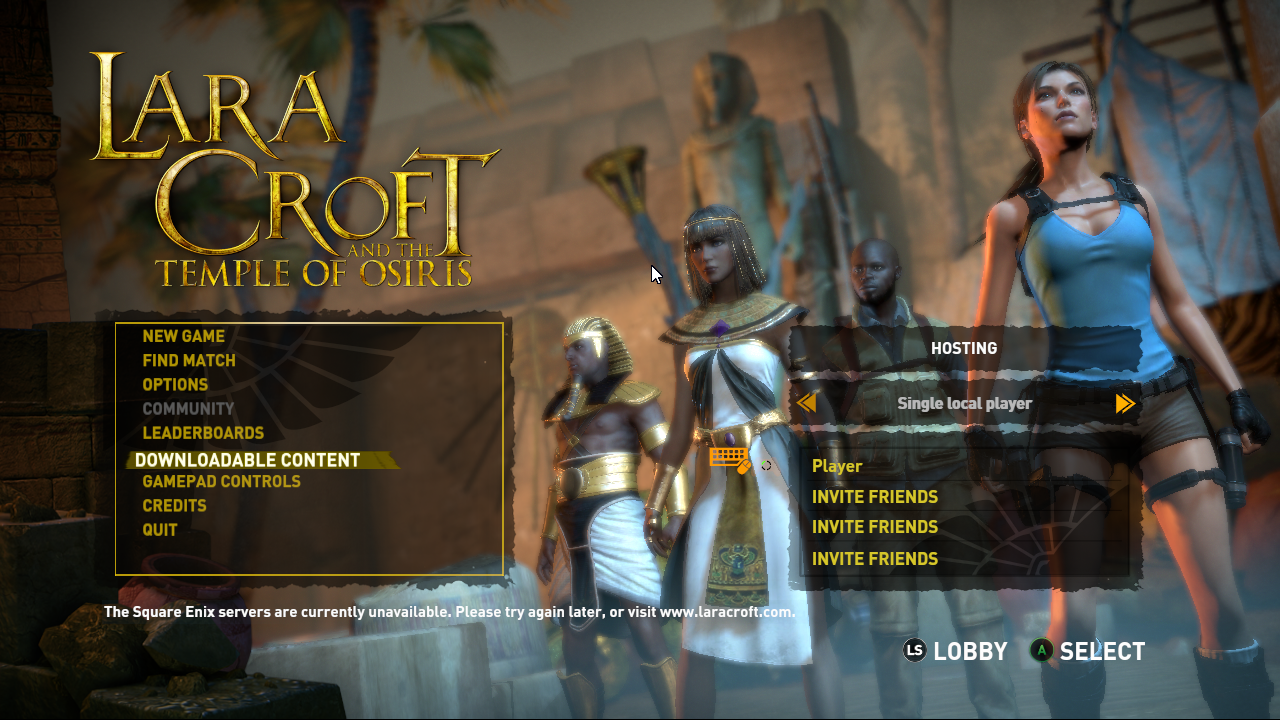 LARA
CROFT
AND THE
TEMPLE OF OSIRIS
NEW GAME
FIND MATCH
OPTIONS
COMMUNITY
LEADERBOARDS
DOWNLOADABLE CONTENT
GAMEPAD CONTROLS
CREDITS
QUIT
HOSTING
Single local player
Player
INVITE FRIENDS
INVITE FRIENDS
INVITE FRIENDS
The Square Enix servers are currently unavailable. Please try again later, or visit www.laracroft.com.
LS LOBBY A SELECT